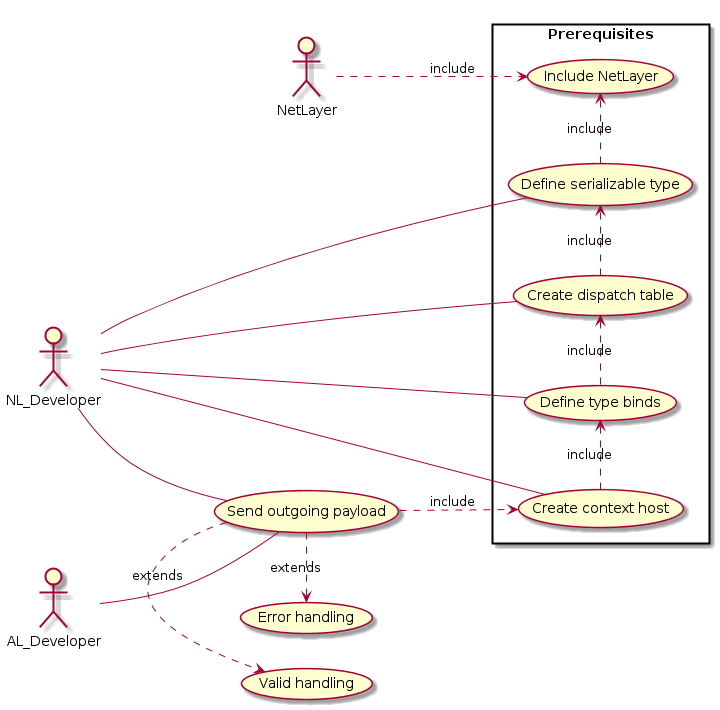 Prerequisites
include
Include NetLayer
NetLayer
include
Define serializable type
include
Create dispatch table
include
NL_Developer
Define type binds
include
Send outgoing payload
include
Create context host
extends
extends
Error handling
AL_Developer
Valid handling